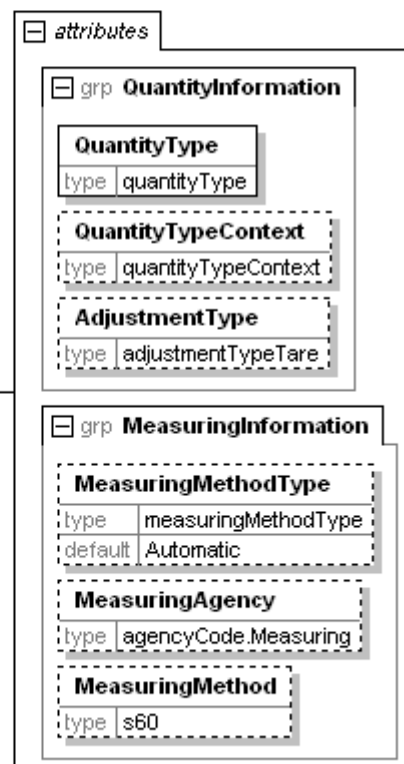 attributes
grp QuantityInformation
QuantityType
type quantityType
QuantityTypeContext
type quantityTypeContext
AdjustmentType
type adjustmentTypeTare
grp MeasuringInformation
MeasuringMethodType
type measuringMethodType
default Automatic
MeasuringAgency
type agencyCode.Measuring
MeasuringMethod
type s60